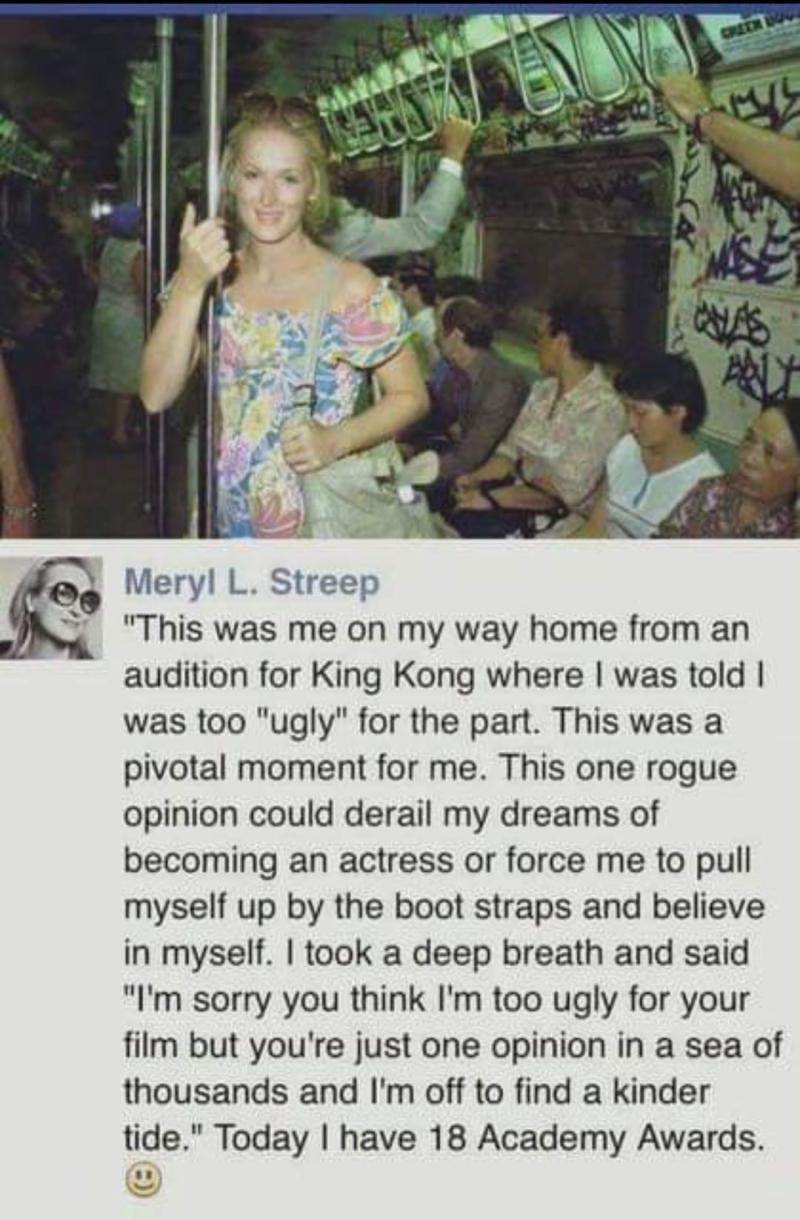 GREEN
Meryl L. Streep
"This was me on my way home from an
audition for King Kong where I was told I
was too "ugly" for the part. This was a
pivotal moment for me. This one rogue
opinion could derail my dreams of
becoming an actress or force me to pull
myself up by the boot straps and believe
in myself. I took a deep breath and said
"I'm sorry you think I'm too ugly for your
film but you're just one opinion in a sea of
thousands and I'm off to find a kinder
tide." Today I have 18 Academy Awards.